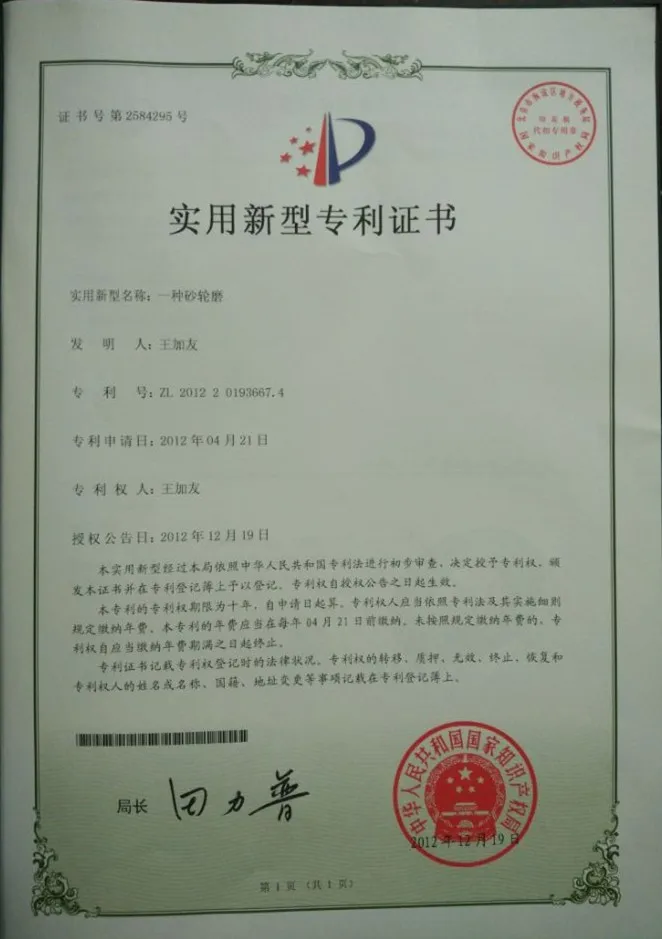 证书号第2584295号
实用新型专利证书
实用新型名称：一种砂轮磨
发 明 人：王加友
专 利 号：ZL 2012 2 0193667.4
专利申请日：2012年04月21日
专 利 权 人：王加友
授权公告日：2012年12月19日
本实用新型经过本局依照中华人民共和国专利法进行初步审查，决定授予专利权，颁
发本证书并在专利登记簿上予以登记。专利权自授权公告之日起生效。
本专利的专利权期限为十年，自申请日起算。专利权人应当依照专利法及其实施细则
规定缴纳年费。本专利的年费应当在每年04月21日前缴纳。未按照规定缴纳年费的，专
利权自应当缴纳年费期满之日起终止。
专利证书记载专利权登记时的法律状况。专利权的转移、质押、无效、终止、恢复和
专利权人的姓名或名称、国籍、地址变更等事项记载在专利登记簿上。
局长 田力普
中华人民共和国国家知识产权局
2012年12月19日
第1页（共1页）